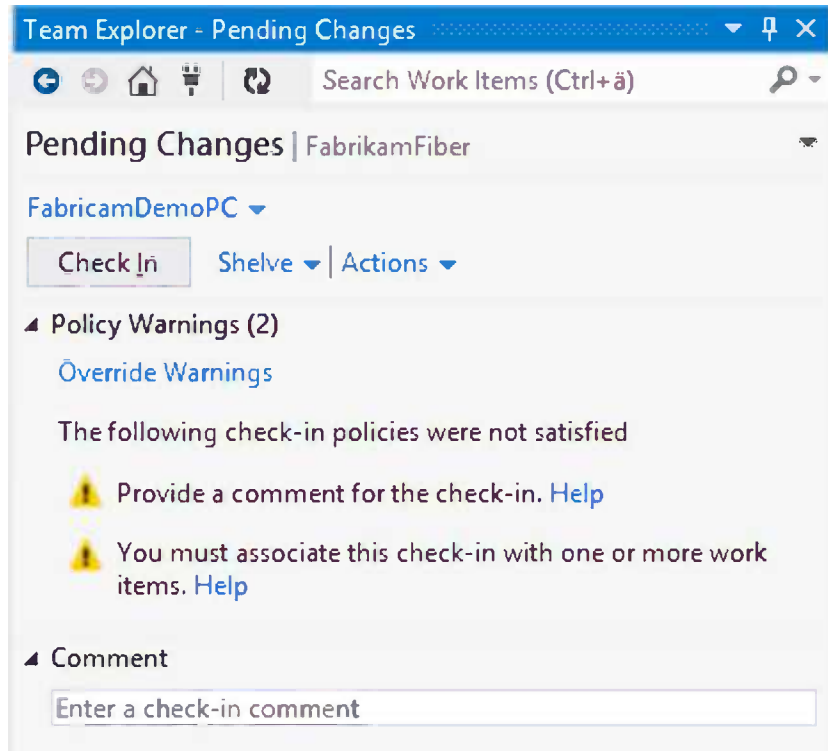 Team Explorer - Pending Changes
Search Work Items (Ctrl+ä)
Pending Changes | FabrikamFiber
FabricamDemoPC
Check In Shelve | Actions
Policy Warnings (2)
Override Warnings
The following check-in policies were not satisfied
Provide a comment for the check-in. Help
You must associate this check-in with one or more work
items. Help
Comment
Enter a check-in comment